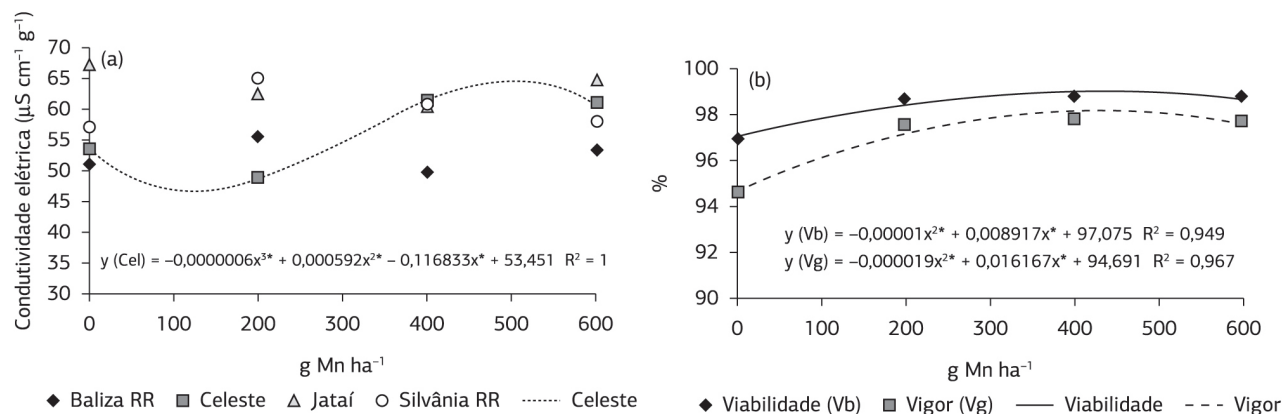 Condutividade elétrica (μS cm⁻¹ g⁻¹)
70
65
60
55
50
45
40
35
30
(a)
y (Cel) = –0,0000006x³* + 0,000592x²* – 0,116833x* + 53,451 R² = 1
0 100 200 300 400 500 600
g Mn ha⁻¹
Baliza RR Celeste Jataí Silvânia RR Celeste
%
100
98
96
94
92
90
(b)
y (Vb) = –0,00001x²* + 0,008917x* + 97,075 R² = 0,949
y (Vg) = –0,000019x²* + 0,016167x* + 94,691 R² = 0,967
0 100 200 300 400 500 600
g Mn ha⁻¹
Viabilidade (Vb) Vigor (Vg) Viabilidade Vigor